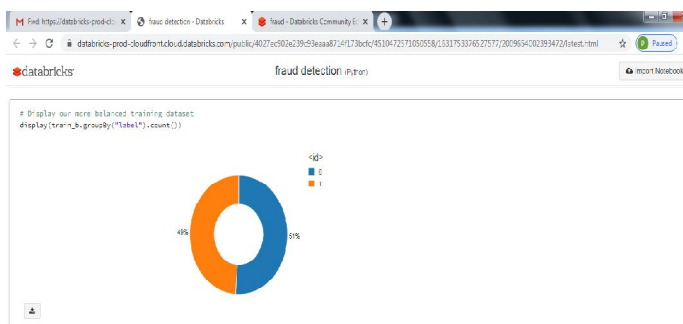 Fwd: https://databricks-prod-clo
fraud detection - Databricks
fraud - Databricks Community Ed
databricks-prod-cloudfront.cloud.databricks.com/public/4027ec902e239c93eaaa8714f173bcfc/4510472571050558/1631753376527577/2009654002393472/latest.html
Paused
databricks
fraud detection (Python)
Import Notebook
# Display our more balanced training dataset
display(train_b.groupBy("label").count())
<id>
0
1
49%
51%